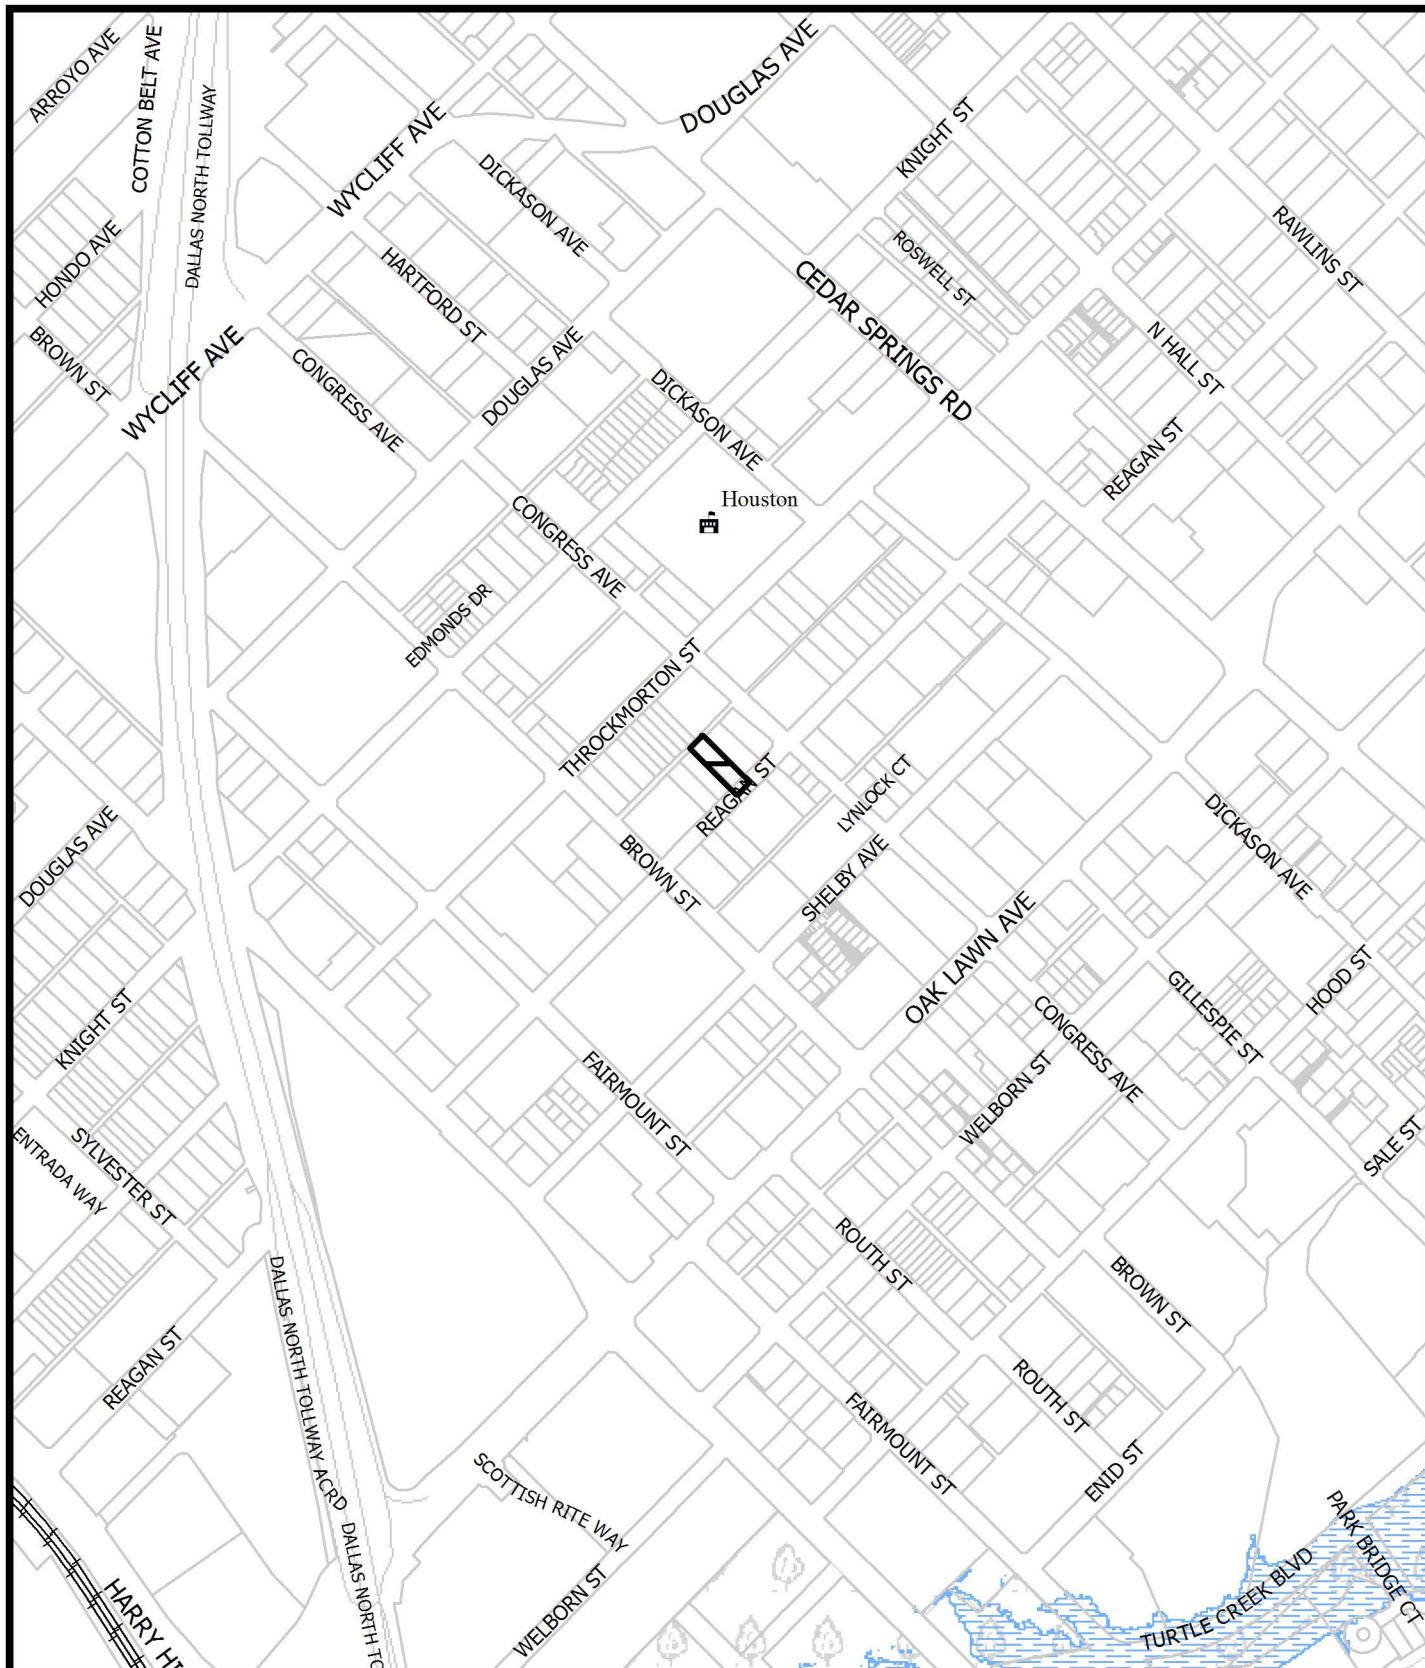 ARROYO AVE
COTTON BELT AVE
DALLAS NORTH TOLLWAY
WYCLIFF AVE
DOUGLAS AVE
KNIGHT ST
DICKASON AVE
RAWLINS ST
HONDO AVE
HARTFORD ST
ROSWELL ST
CEDAR SPRINGS RD
BROWN ST
WYCLIFF AVE
CONGRESS AVE
DOUGLAS AVE
N HALL ST
DICKASON AVE
REAGAN ST
Houston
CONGRESS AVE
EDMONDS DR
THROCKMORTON ST
REAGAN ST
LYNLOCK CT
DICKASON AVE
DOUGLAS AVE
BROWN ST
SHELBY AVE
OAK LAWN AVE
HOOD ST
GILLESPIE ST
KNIGHT ST
CONGRESS AVE
FAIRMOUNT ST
WELBORN ST
SALE ST
ENTRADA WAY
SYLVESTER ST
ROUTH ST
BROWN ST
DALLAS NORTH TOLLWAY ACRD
REAGAN ST
ROUTH ST
FAIRMOUNT ST
ENID ST
SCOTTISH RITE WAY
PARK BRIDGE CT
DALLAS NORTH TO
WELBORN ST
TURTLE CREEK BLVD
HARRY HI